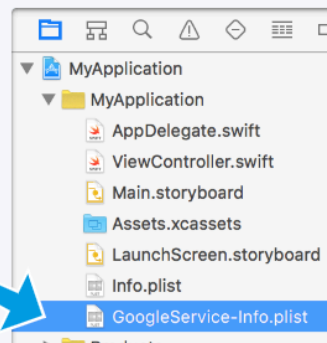 MyApplication
MyApplication
AppDelegate.swift
ViewController.swift
Main.storyboard
Assets.xcassets
LaunchScreen.storyboard
Info.plist
GoogleService-Info.plist